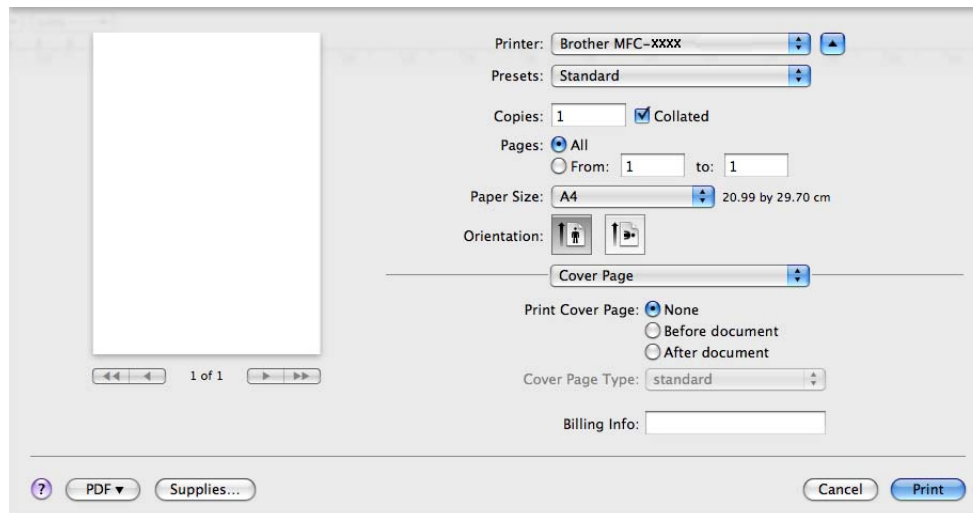 Printer: Brother MFC-XXXX
Presets: Standard
Copies: 1 Collated
Pages: All
From: 1 to: 1
Paper Size: A4 20.99 by 29.70 cm
Orientation:
Cover Page
Print Cover Page: None
Before document
After document
Cover Page Type: standard
Billing Info:
1 of 1
? PDF▼ Supplies... Cancel Print